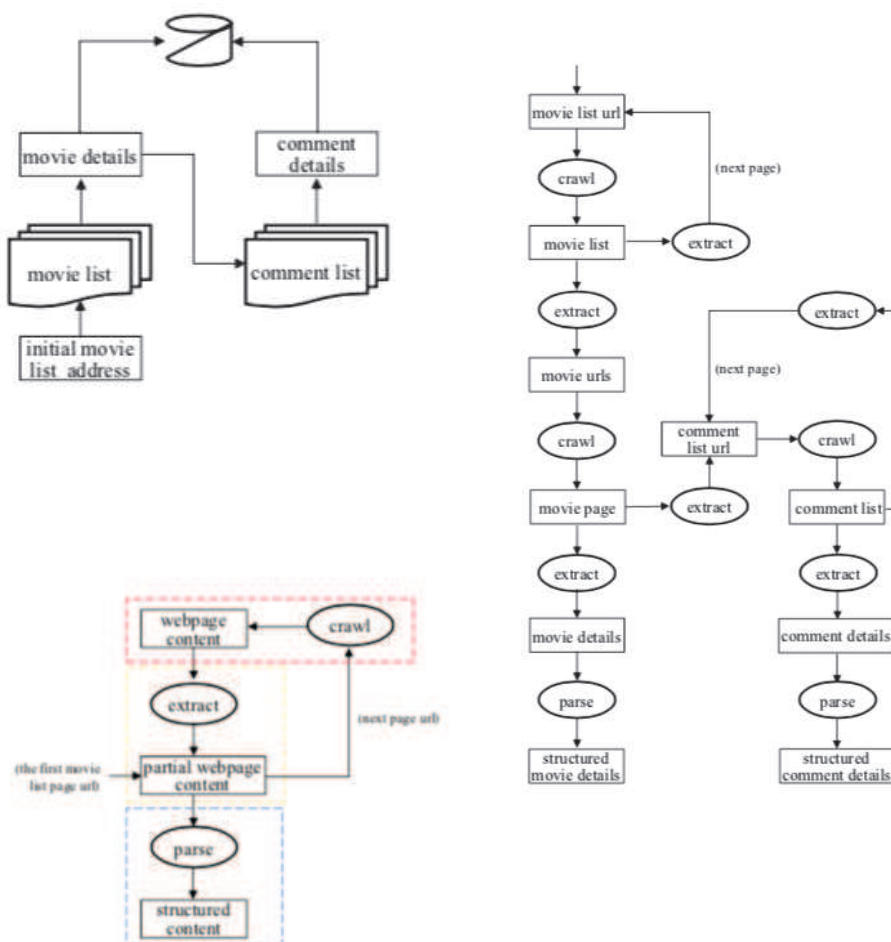 movie details
comment
details
movie list
comment list
initial movie
list address
webpage
content
crawl
extract
(next page url)
(the first movie
list page url)
partial webpage
content
parse
structured
content
movie list url
crawl
(next page)
movie list
extract
extract
extract
movie urls
(next page)
crawl
comment
list url
crawl
movie page
extract
comment list
extract
extract
movie details
comment details
parse
parse
structured
movie details
structured
comment details